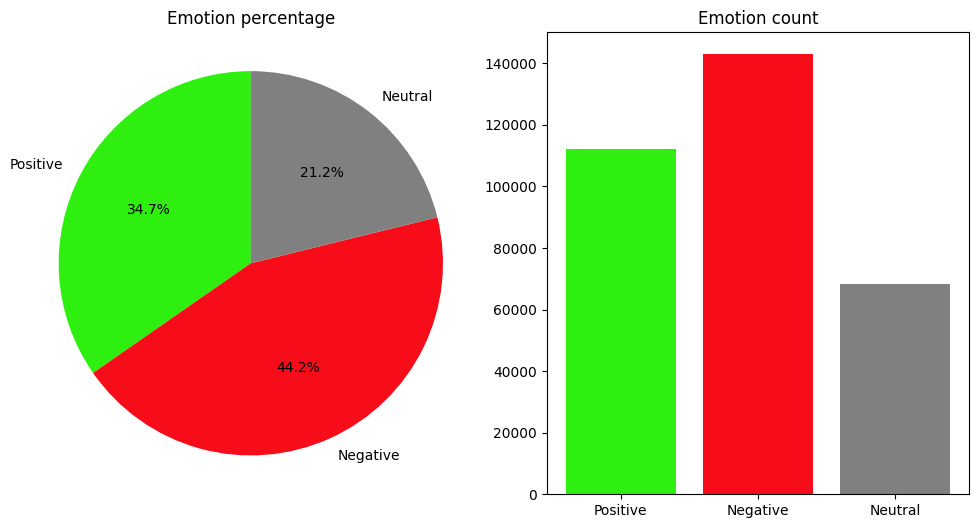 Emotion percentage
Neutral
Positive
21.2%
34.7%
44.2%
Negative
Emotion count
140000
120000
100000
80000
60000
40000
20000
0
Positive Negative Neutral